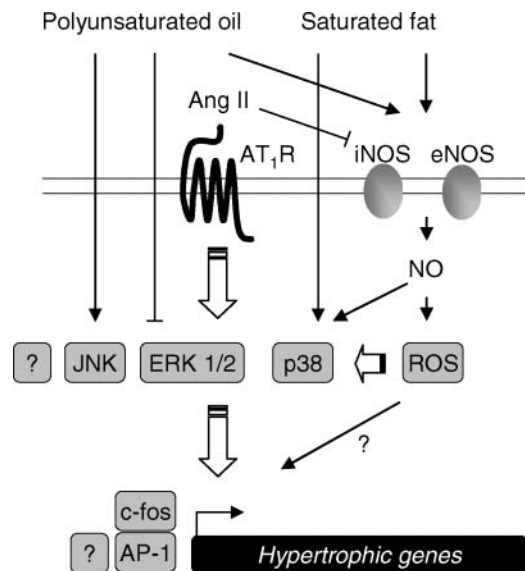 Polyunsaturated oil Saturated fat
Ang II
AT₁R iNOS eNOS
NO
? JNK ERK 1/2 p38 ROS
?
c-fos
? AP-1 Hypertrophic genes